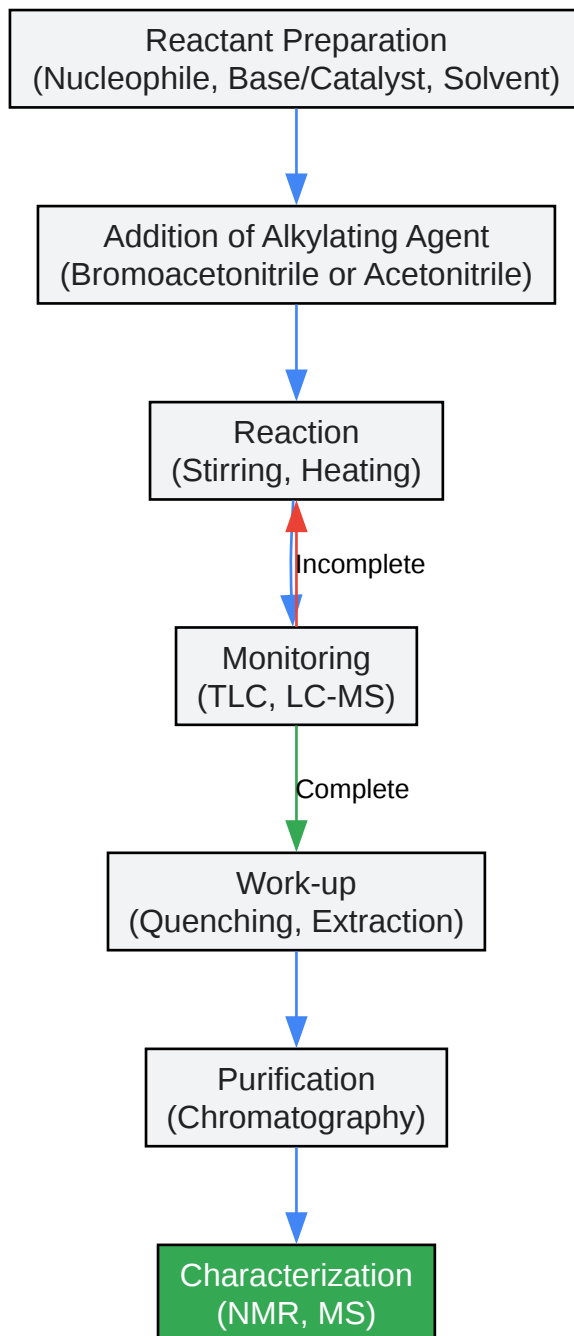 Reactant Preparation
(Nucleophile, Base/Catalyst, Solvent)
Addition of Alkylating Agent
(Bromoacetonitrile or Acetonitrile)
Reaction
(Stirring, Heating)
Incomplete
Monitoring
(TLC, LC-MS)
Complete
Work-up
(Quenching, Extraction)
Purification
(Chromatography)
Characterization
(NMR, MS)